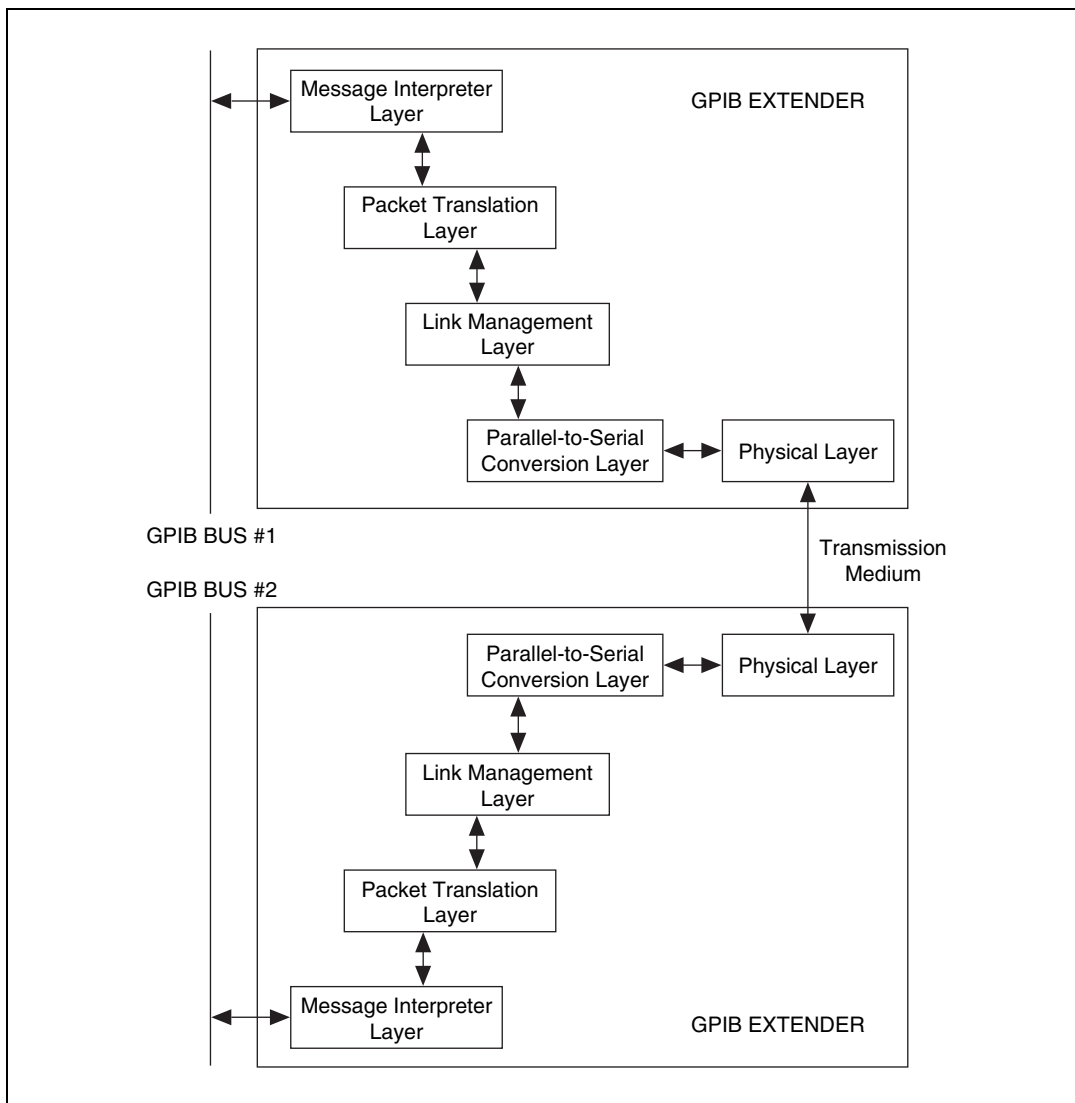 Message Interpreter
Layer
GPIB EXTENDER
Packet Translation
Layer
Link Management
Layer
Parallel-to-Serial
Conversion Layer
Physical Layer
GPIB BUS #1
Transmission
Medium
GPIB BUS #2
Parallel-to-Serial
Conversion Layer
Physical Layer
Link Management
Layer
Packet Translation
Layer
Message Interpreter
Layer
GPIB EXTENDER